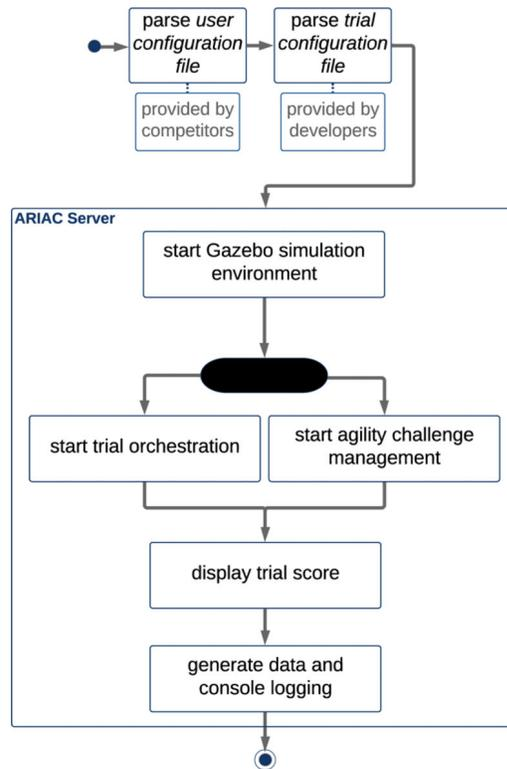 parse user
configuration
file
parse trial
configuration
file
provided by
competitors
provided by
developers
ARIAC Server
start Gazebo simulation
environment
start trial orchestration
start agility challenge
management
display trial score
generate data and
console logging